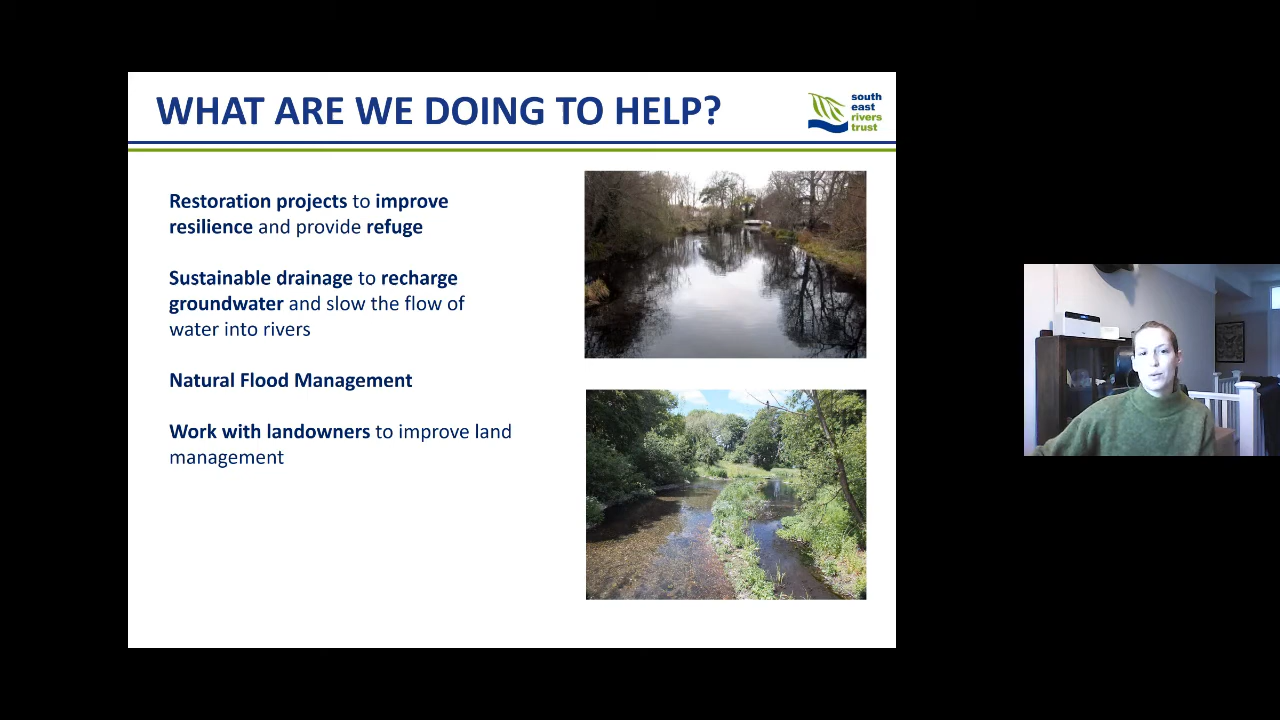 WHAT ARE WE DOING TO HELP?
south
east
rivers
trust
Restoration projects to improve
resilience and provide refuge
Sustainable drainage to recharge
groundwater and slow the flow of
water into rivers
Natural Flood Management
Work with landowners to improve land
management